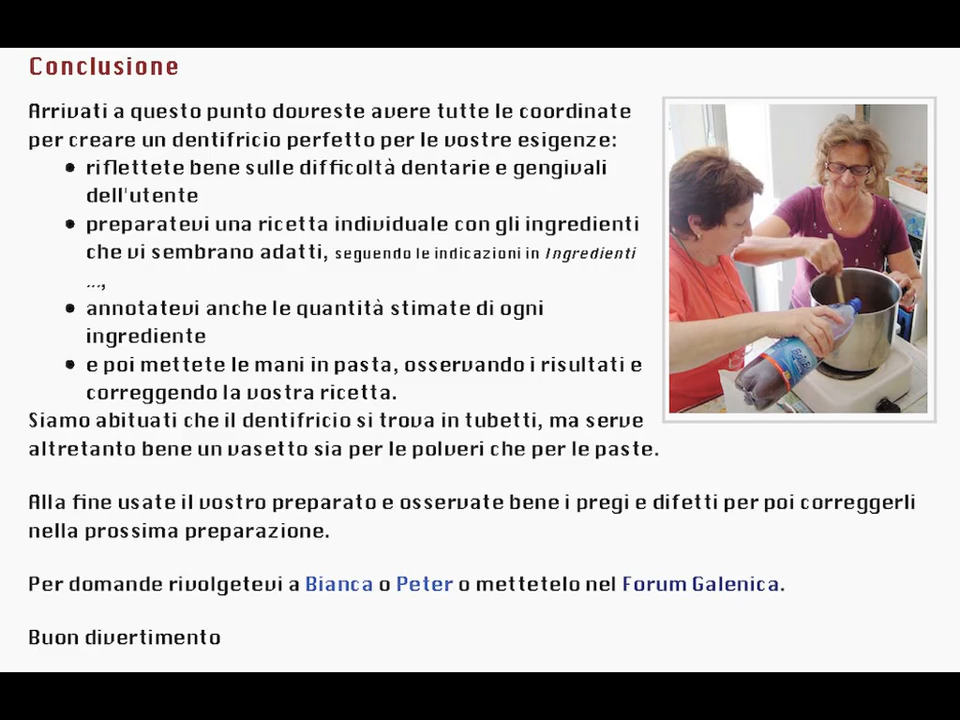 Conclusione
Arrivati a questo punto dovreste avere tutte le coordinate
per creare un dentifricio perfetto per le vostre esigenze:
• riflettete bene sulle difficoltà dentarie e gengivali
dell'utente
• preparatevi una ricetta individuale con gli ingredienti
che vi sembrano adatti, seguendo le indicazioni in Ingredienti
...,
• annotatevi anche le quantità stimate di ogni
ingrediente
• e poi mettete le mani in pasta, osservando i risultati e
correggendo la vostra ricetta.
Siamo abituati che il dentifricio si trova in tubetti, ma serve
altretanto bene un vasetto sia per le polveri che per le paste.
Alla fine usate il vostro preparato e osservate bene i pregi e difetti per poi correggerli
nella prossima preparazione.
Per domande rivolgetevi a Bianca o Peter o mettetelo nel Forum Galenica.
Buon divertimento